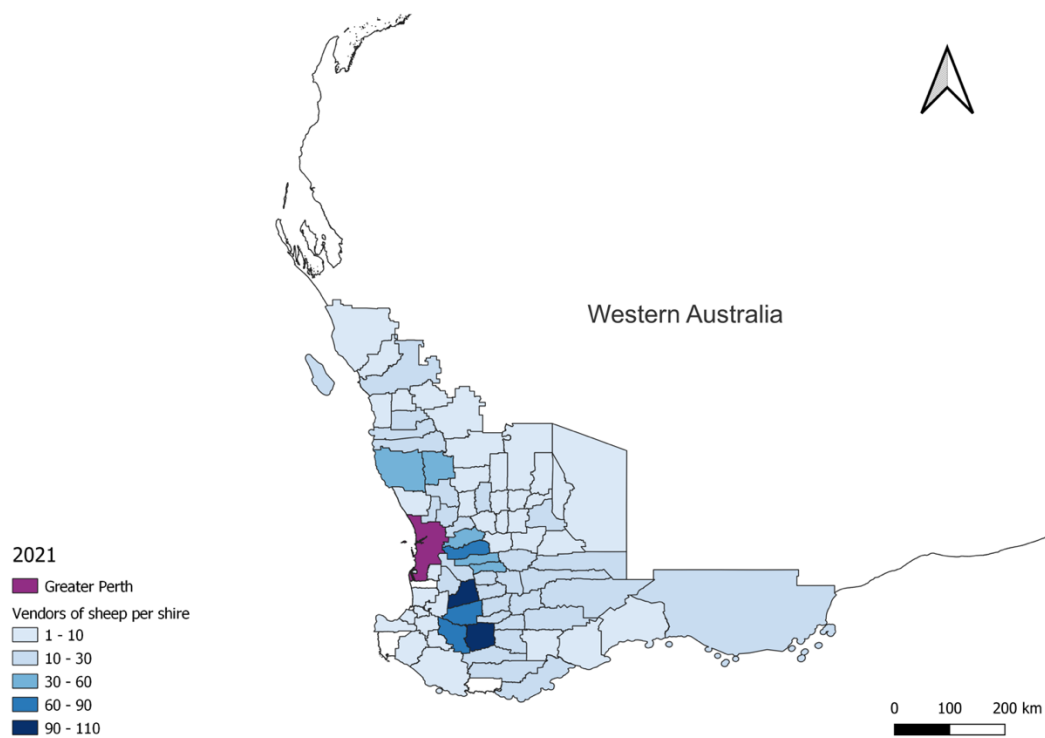 Western Australia
2021
Greater Perth
Vendors of sheep per shire
1 - 10
10 - 30
30 - 60
60 - 90
90 - 110
0 100 200 km